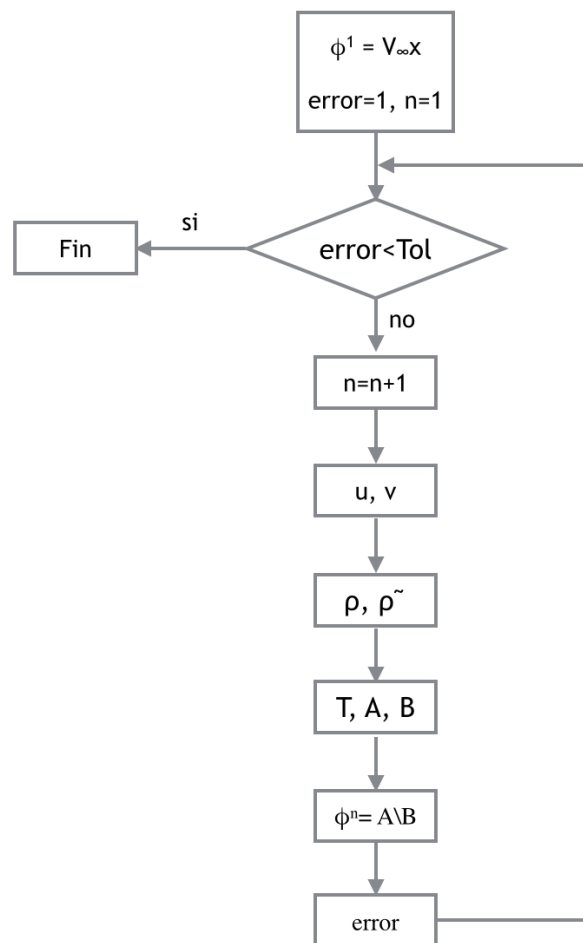 ϕ¹ = V∞x
error=1, n=1
si
Fin
error<Tol
no
n=n+1
u, v
ρ, ρ˜
T, A, B
ϕⁿ= A\B
error